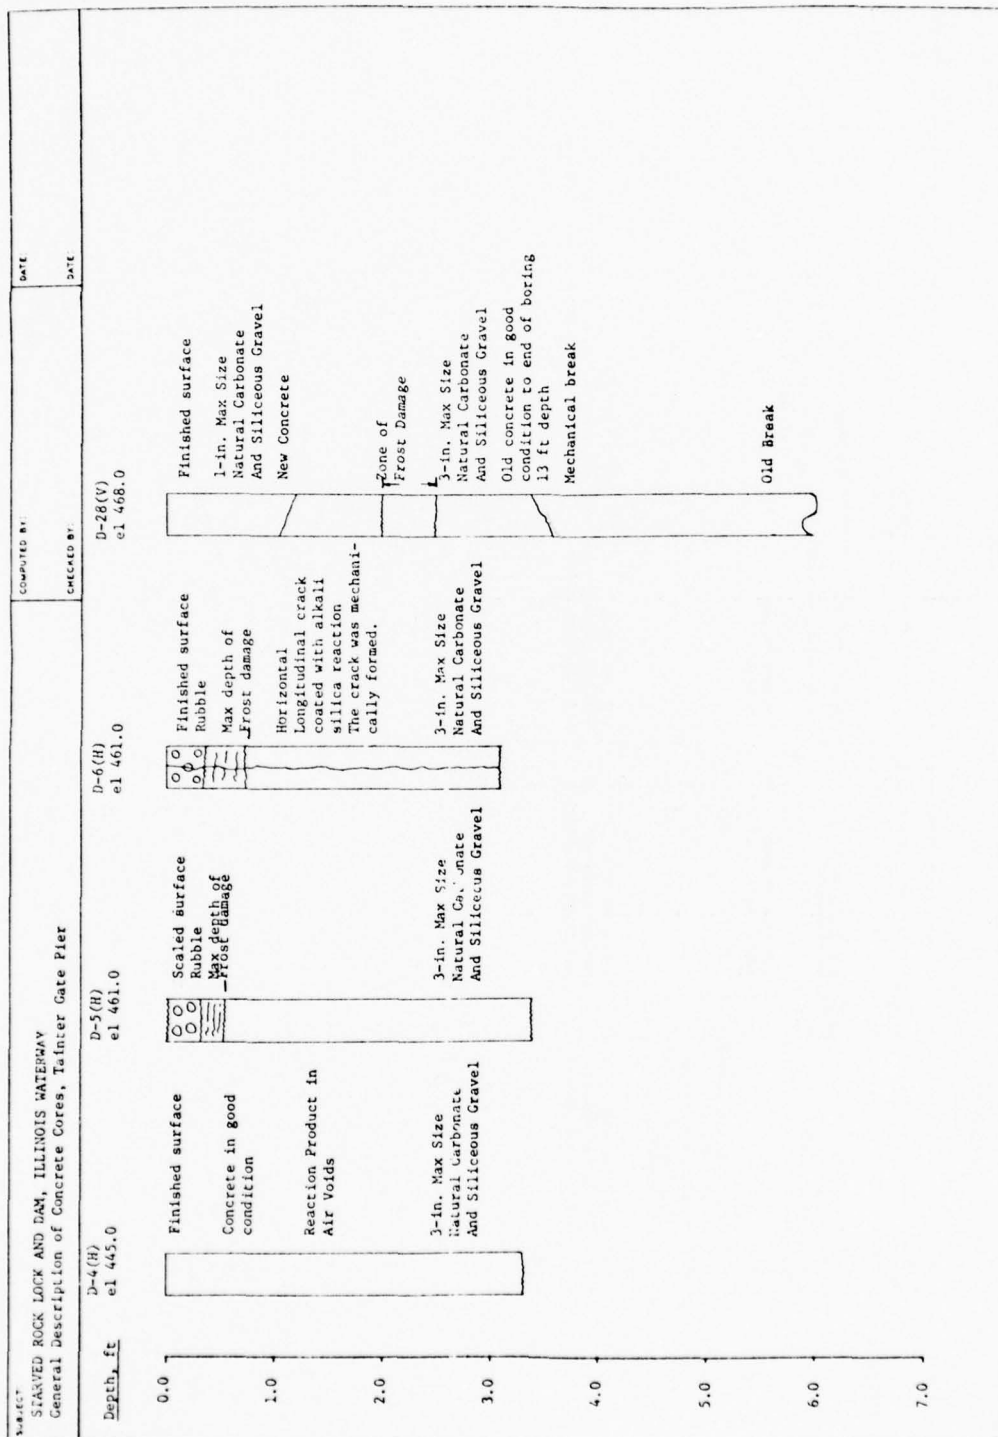 SUBJECT:
STARVED ROCK LOCK AND DAM, ILLINOIS WATERWAY
General Description of Concrete Cores, Tainter Gate Pier
COMPUTED BY:
DATE:
CHECKED BY:
DATE:
Depth, ft
0.0
1.0
2.0
3.0
4.0
5.0
6.0
7.0
D-4(H)
el 445.0
Finished surface
Concrete in good
condition
Reaction Product in
Air Voids
3-in. Max Size
Natural Carbonate
And Siliceous Gravel
D-5(H)
el 461.0
Scaled surface
Rubble
Max depth of
Frost damage
3-in. Max Size
Natural Carbonate
And Siliceous Gravel
D-6(H)
el 461.0
Finished surface
Rubble
Max depth of
Frost damage
Horizontal
Longitudinal crack
coated with alkali
silica reaction
The crack was mechani-
cally formed.
3-in. Max Size
Natural Carbonate
And Siliceous Gravel
D-28(V)
el 468.0
Finished surface
1-in. Max Size
Natural Carbonate
And Siliceous Gravel
New Concrete
Zone of
Frost Damage
3-in. Max Size
Natural Carbonate
And Siliceous Gravel
Old concrete in good
condition to end of boring
13 ft depth
Mechanical break
Old Break